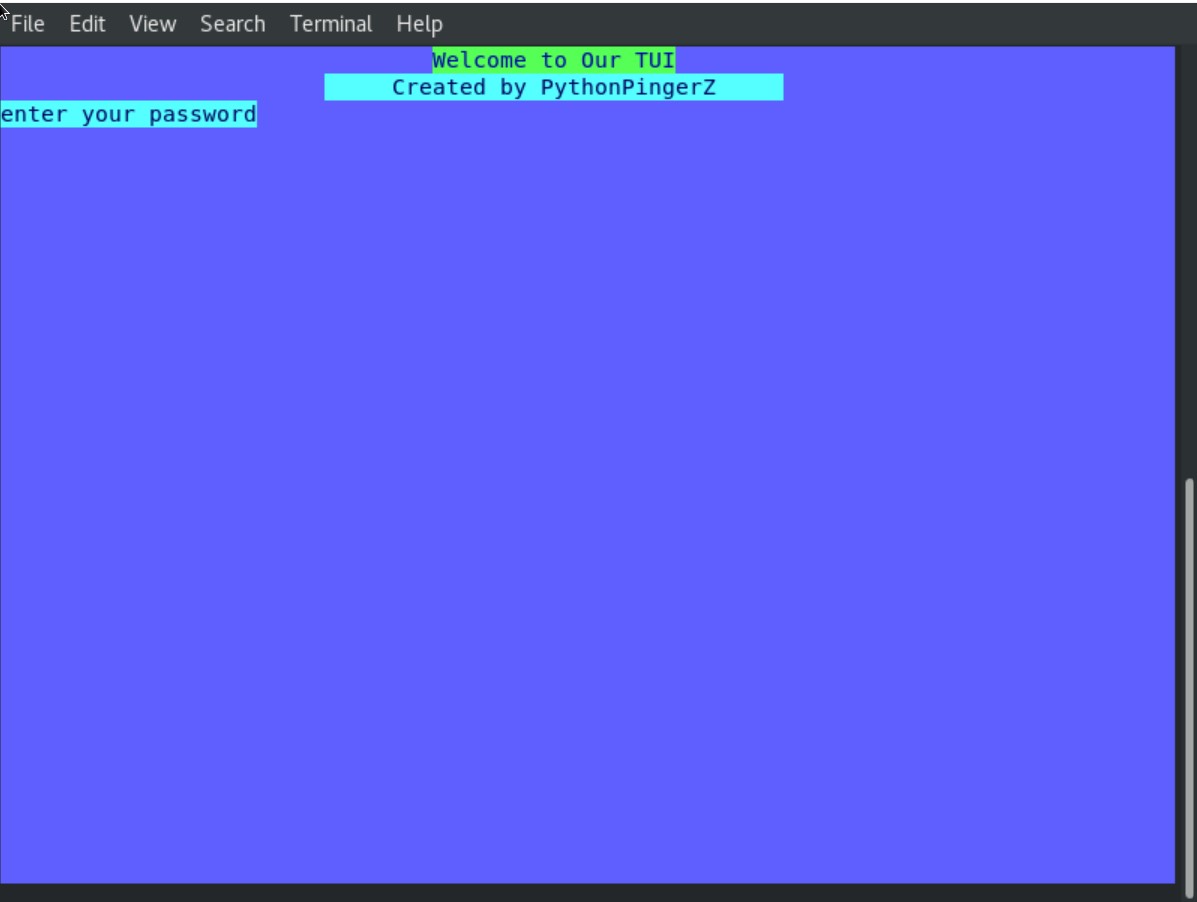 File Edit View Search Terminal Help
Welcome to Our TUI
Created by PythonPingerZ
enter your password